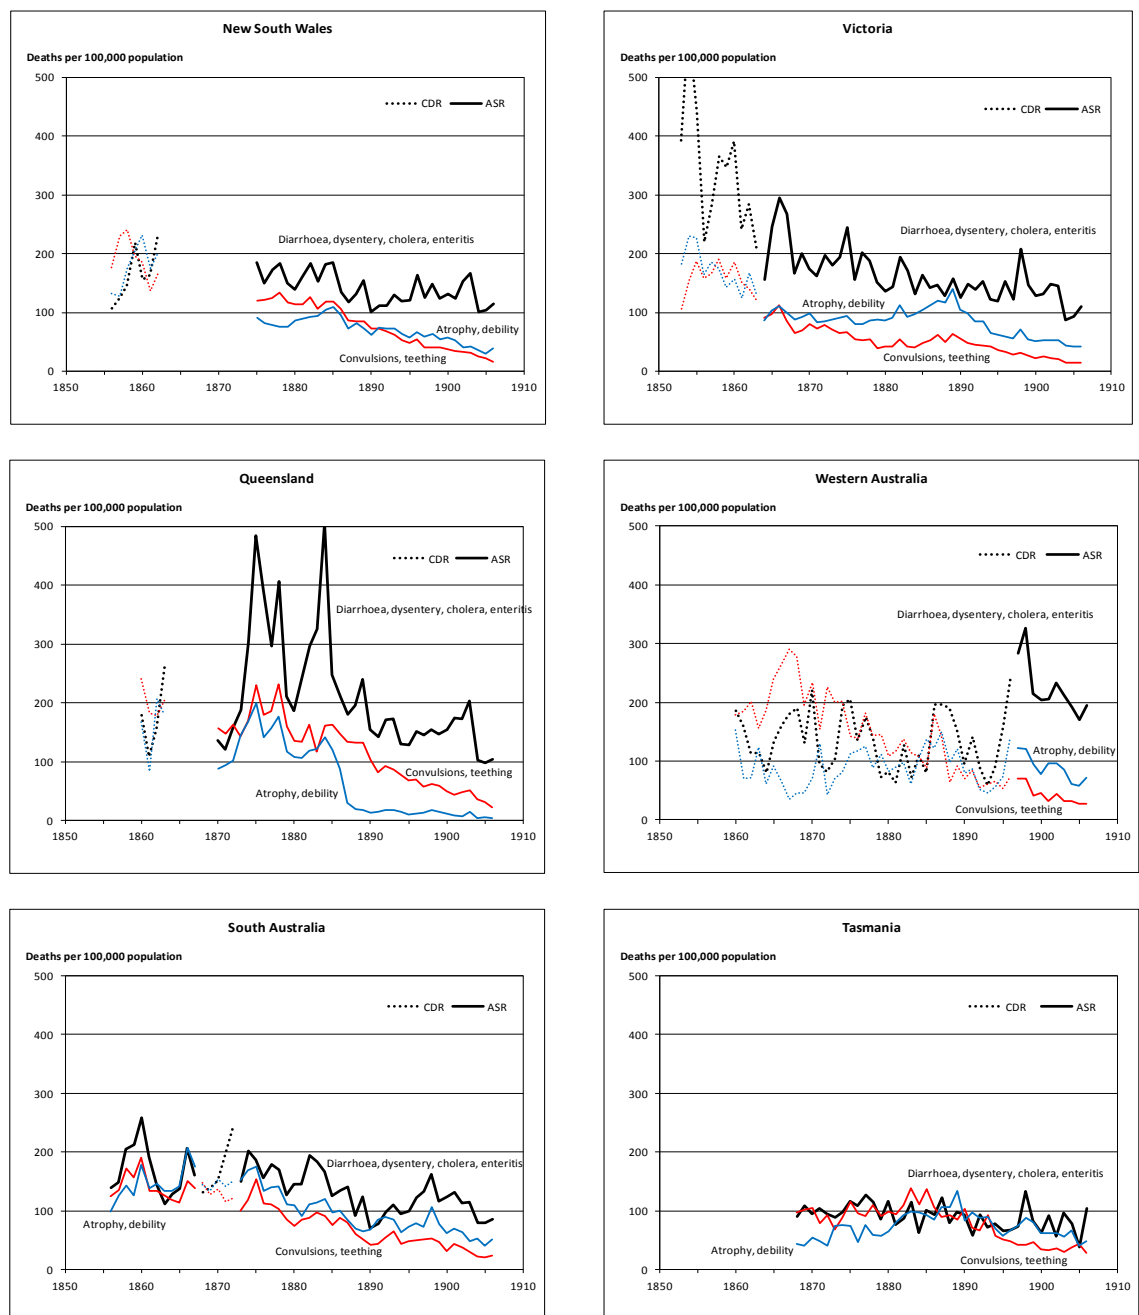 New South Wales
Deaths per 100,000 population
500
CDR ASR
400
300
Diarrhoea, dysentery, cholera, enteritis
200
100
Atrophy, debility
Convulsions, teething
0
1850 1860 1870 1880 1890 1900 1910
Victoria
Deaths per 100,000 population
500
CDR ASR
400
300
Diarrhoea, dysentery, cholera, enteritis
200
Atrophy, debility
100
Convulsions, teething
0
1850 1860 1870 1880 1890 1900 1910
Queensland
Deaths per 100,000 population
500
CDR ASR
400
Diarrhoea, dysentery, cholera, enteritis
300
200
100
Convulsions, teething
Atrophy, debility
0
1850 1860 1870 1880 1890 1900 1910
Western Australia
Deaths per 100,000 population
500
CDR ASR
400
Diarrhoea, dysentery, cholera, enteritis
300
200
Atrophy, debility
100
Convulsions, teething
0
1850 1860 1870 1880 1890 1900 1910
South Australia
Deaths per 100,000 population
500
CDR ASR
400
300
200
Diarrhoea, dysentery, cholera, enteritis
100
Atrophy, debility
Convulsions, teething
0
1850 1860 1870 1880 1890 1900 1910
Tasmania
Deaths per 100,000 population
500
CDR ASR
400
300
200
Diarrhoea, dysentery, cholera, enteritis
100
Atrophy, debility
Convulsions, teething
0
1850 1860 1870 1880 1890 1900 1910